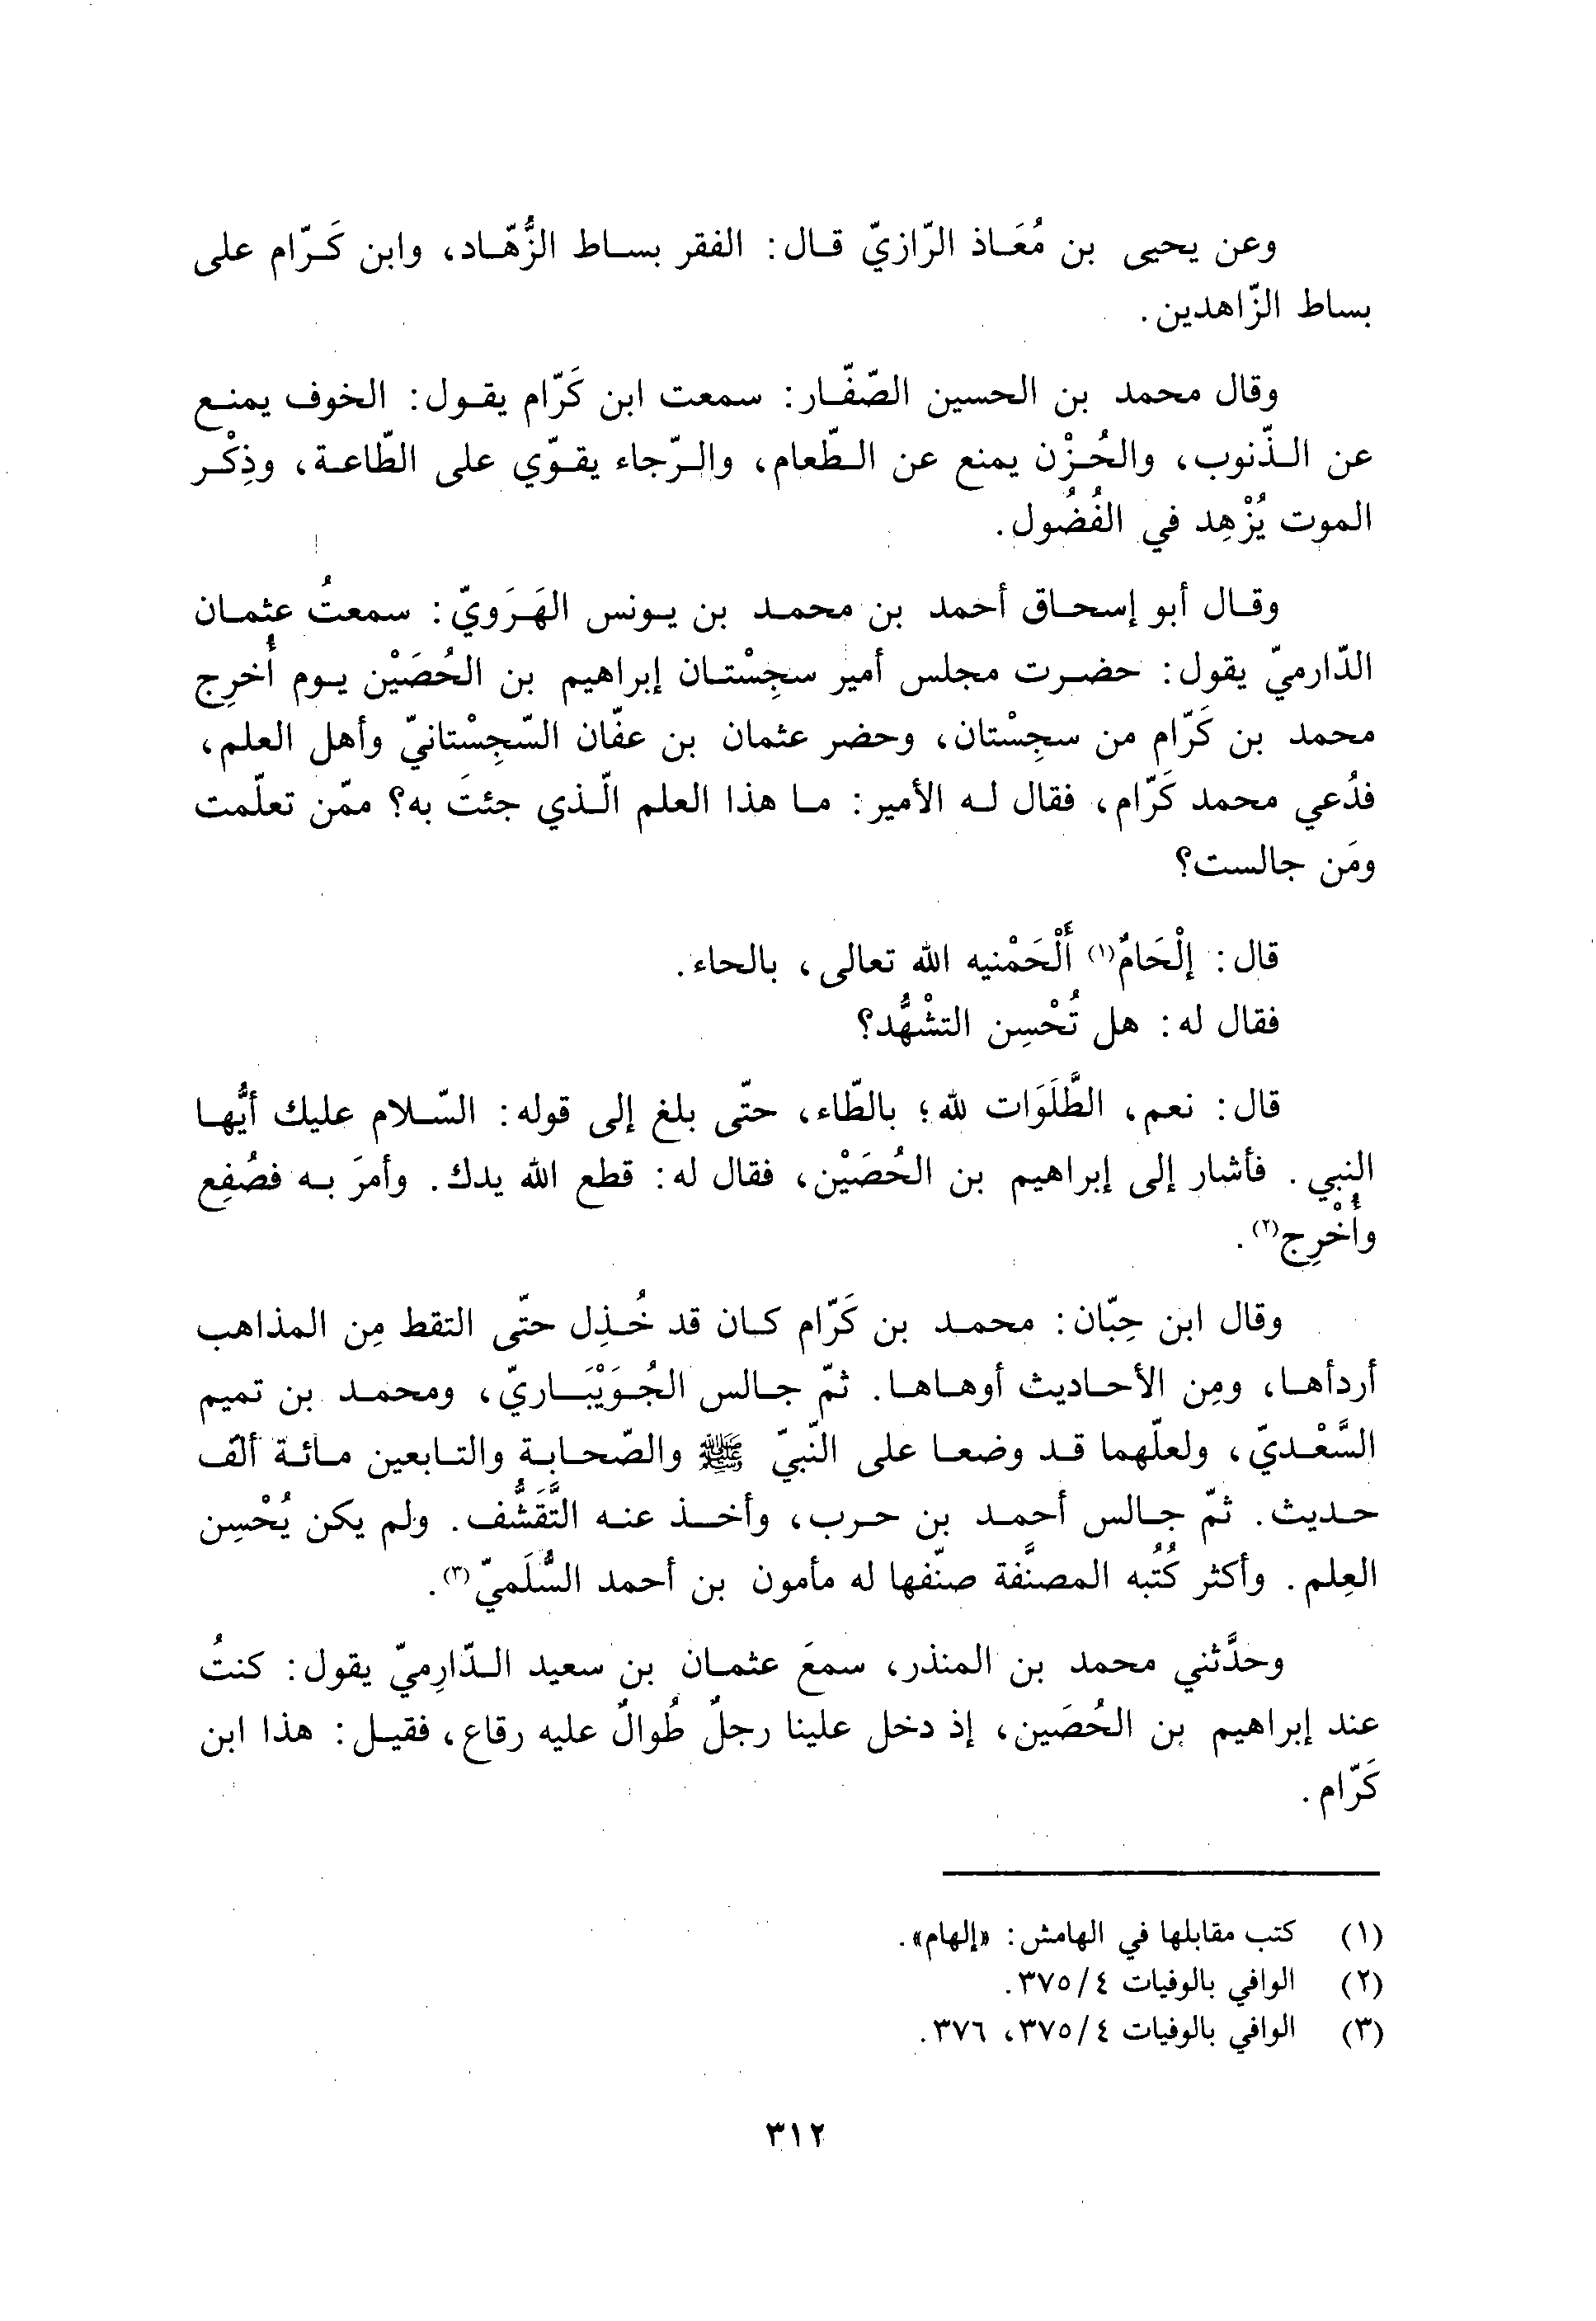 وعن يحيى بن مُعَاذ الرّازيّ قال: الفقر بساط الزُّهّاد، وابن كَرّام على
بساط الزّاهدين.
وقال محمد بن الحسين الصّفّار: سمعت ابن كَرّام يقول: الخوف يمنع
عن الذّنوب، والحُزْن يمنع عن الطّعام، والرّجاء يقوّي على الطّاعة، وذِكْر
الموت يُزْهِد في الفُضُول.
وقال أبو إسحاق أحمد بن محمد بن يونس الهَرَويّ: سمعتُ عثمان
الدّارميّ يقول: حضرت مجلس أمير سجِسْتان إبراهيم بن الحُصَيْن يوم أُخرِج
محمد بن كَرّام من سجِسْتان، وحضر عثمان بن عفّان السّجِسْتانيّ وأهل العلم،
فدُعي محمد كَرّام، فقال له الأمير: ما هذا العلم الّذي جئتَ به؟ ممّن تعلّمت
ومَن جالست؟
قال: إلْحَامٌ(١) أَلْحَمْنيه الله تعالى، بالحاء.
فقال له: هل تُحْسِن التشْهُّد؟
قال: نعم، الطَّلَوَات لله؛ بالطّاء، حتّى بلغ إلى قوله: السّلام عليك أيُّها
النبي. فأشار إلى إبراهيم بن الحُصَيْن، فقال له: قطع الله يدك. وأمرَ به فصُفِع
وأُخْرِج(٢).
وقال ابن حِبّان: محمد بن كَرّام كان قد خُذِل حتّى التقط مِن المذاهب
أردأها، ومِن الأحاديث أوهاها. ثمّ جالس الجُوَيْبَاريّ، ومحمد بن تميم
السَّعْديّ، ولعلّهما قد وضعا على النّبيّ ﷺ والصّحابة والتابعين مائة ألف
حديث. ثمّ جالس أحمد بن حرب، وأخذ عنه التَّقَشُّف. ولم يكن يُحْسِن
العِلم. وأكثر كُتُبه المصنَّفة صنّفها له مأمون بن أحمد السُّلَميّ(٣).
وحدَّثني محمد بن المنذر، سمعَ عثمان بن سعيد الدّارِميّ يقول: كنتُ
عند إبراهيم بن الحُصَين، إذ دخل علينا رجلٌ طُوالٌ عليه رقاع، فقيل: هذا ابن
كَرّام.
(١) كتب مقابلها في الهامش: «إلهام».
(٢) الوافي بالوفيات ٤/٣٧٥.
(٣) الوافي بالوفيات ٤/٣٧٥، ٣٧٦.
٣١٢